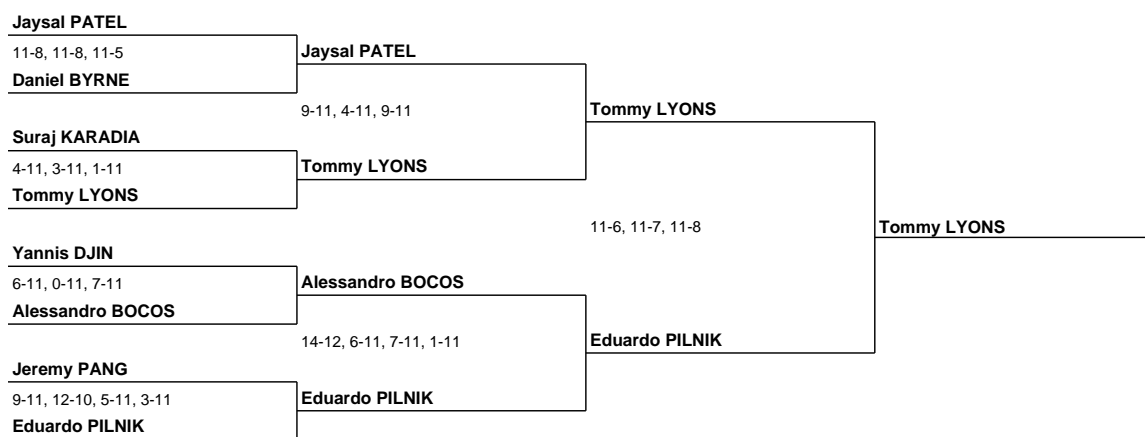 Jaysal PATEL
11-8, 11-8, 11-5
Jaysal PATEL
Daniel BYRNE
9-11, 4-11, 9-11
Tommy LYONS
Suraj KARADIA
4-11, 3-11, 1-11
Tommy LYONS
Tommy LYONS
11-6, 11-7, 11-8
Tommy LYONS
Yannis DJIN
6-11, 0-11, 7-11
Alessandro BOCOS
Alessandro BOCOS
14-12, 6-11, 7-11, 1-11
Eduardo PILNIK
Jeremy PANG
9-11, 12-10, 5-11, 3-11
Eduardo PILNIK
Eduardo PILNIK